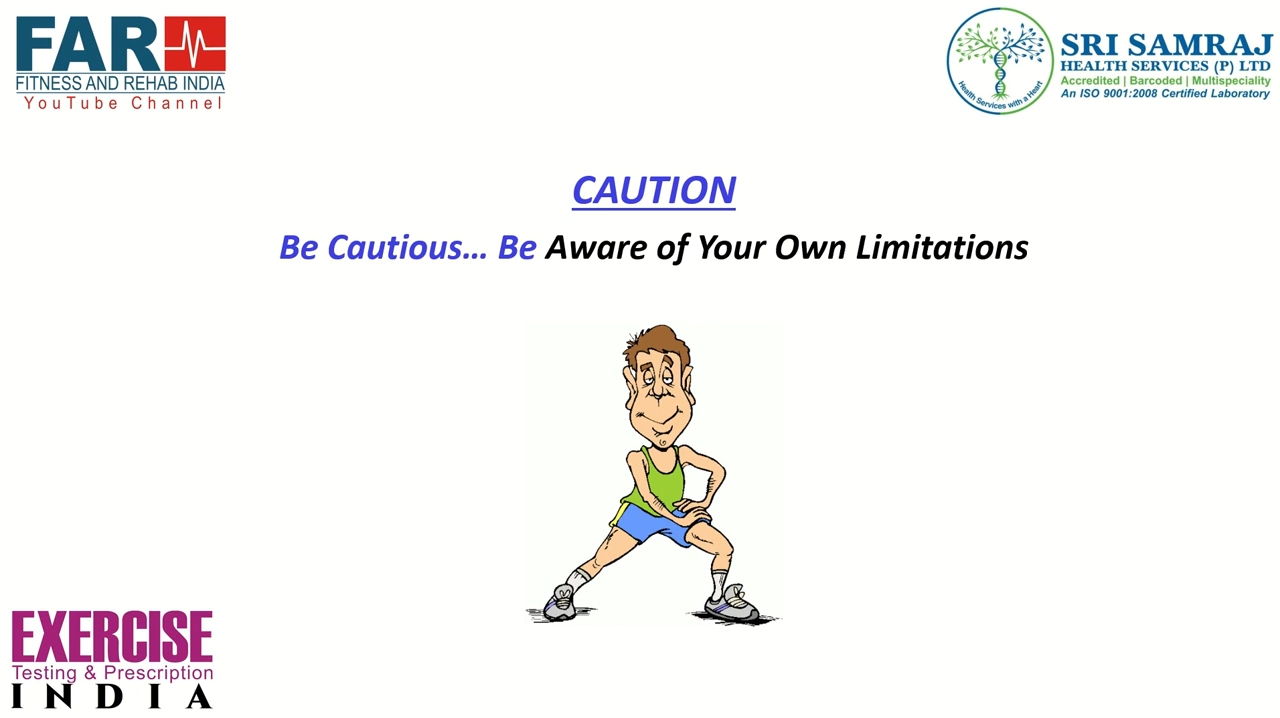 FAR
FITNESS AND REHAB INDIA
YouTube Channel
Health Services with a Heart
SRI SAMRAJ
HEALTH SERVICES (P) LTD
Accredited | Barcoded | Multispeciality
An ISO 9001:2008 Certified Laboratory
CAUTION
Be Cautious... Be Aware of Your Own Limitations
EXERCISE
Testing & Prescription
INDIA